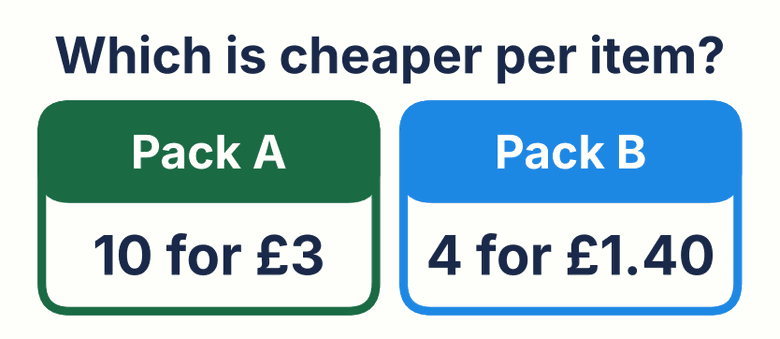 Which is cheaper per item?
Pack A
10 for £3
Pack B
4 for £1.40